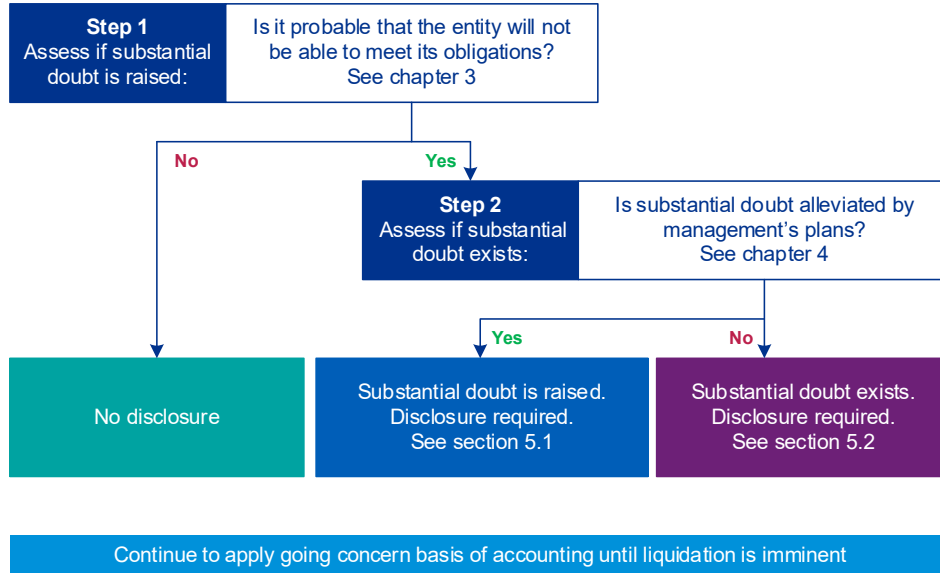 Step 1
Assess if substantial
doubt is raised:
Is it probable that the entity will not
be able to meet its obligations?
See chapter 3
No
Yes
Step 2
Assess if substantial
doubt exists:
Is substantial doubt alleviated by
management’s plans?
See chapter 4
Yes
No
No disclosure
Substantial doubt is raised.
Disclosure required.
See section 5.1
Substantial doubt exists.
Disclosure required.
See section 5.2
Continue to apply going concern basis of accounting until liquidation is imminent